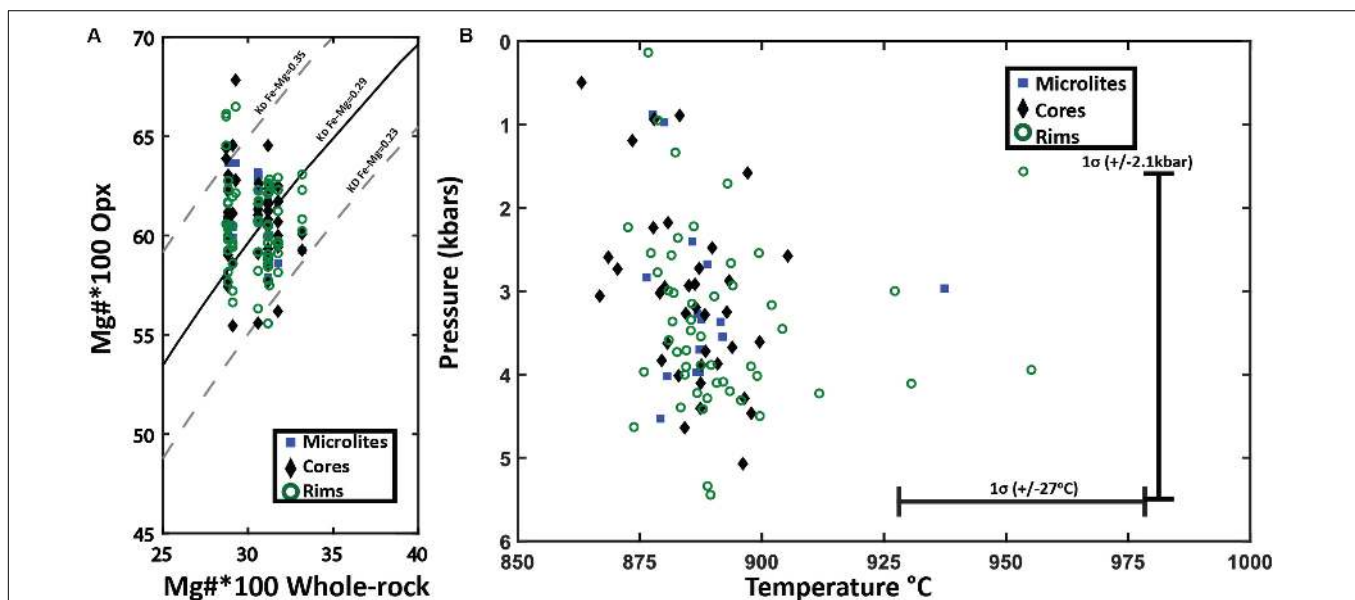 A
70
65
60
55
50
45
Mg#*100 Opx
25
30
35
40
Mg#*100 Whole-rock
KD Fe-Mg=0.35
KD Fe-Mg=0.29
KD Fe-Mg=0.23
Microlites
Cores
Rims
B
0
1
2
3
4
5
6
Pressure (kbars)
850
875
900
925
950
975
1000
Temperature °C
Microlites
Cores
Rims
1σ (+/-2.1kbar)
1σ (+/-27°C)